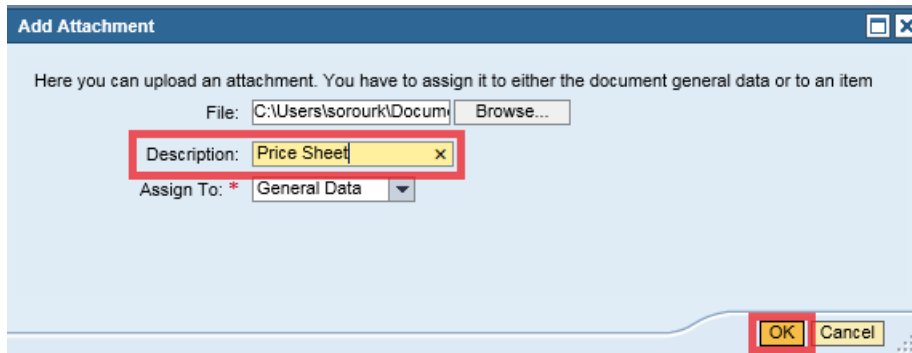 Add Attachment
Here you can upload an attachment. You have to assign it to either the document general data or to an item
File: C:\Users\sorourk\Docum Browse...
Description: Price Sheet
Assign To: * General Data
OK Cancel